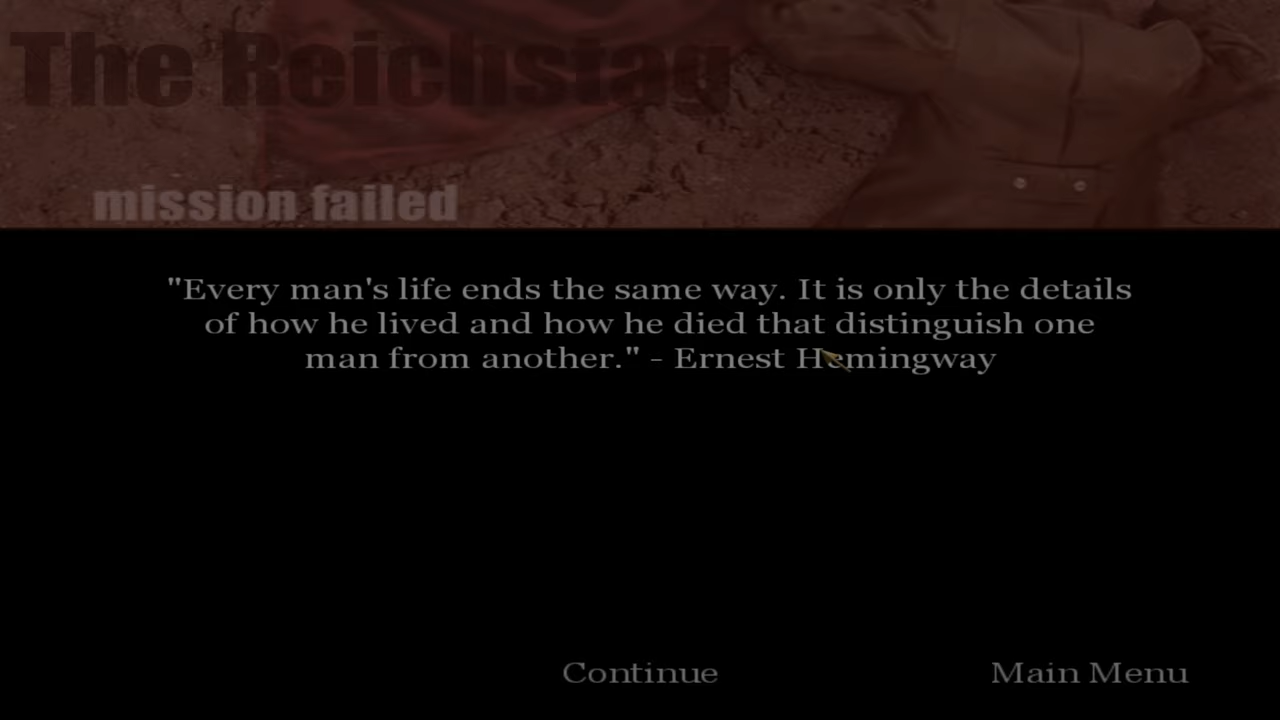 The Reichstag
mission failed
"Every man's life ends the same way. It is only the details
of how he lived and how he died that distinguish one
man from another." - Ernest Hemingway
Continue
Main Menu